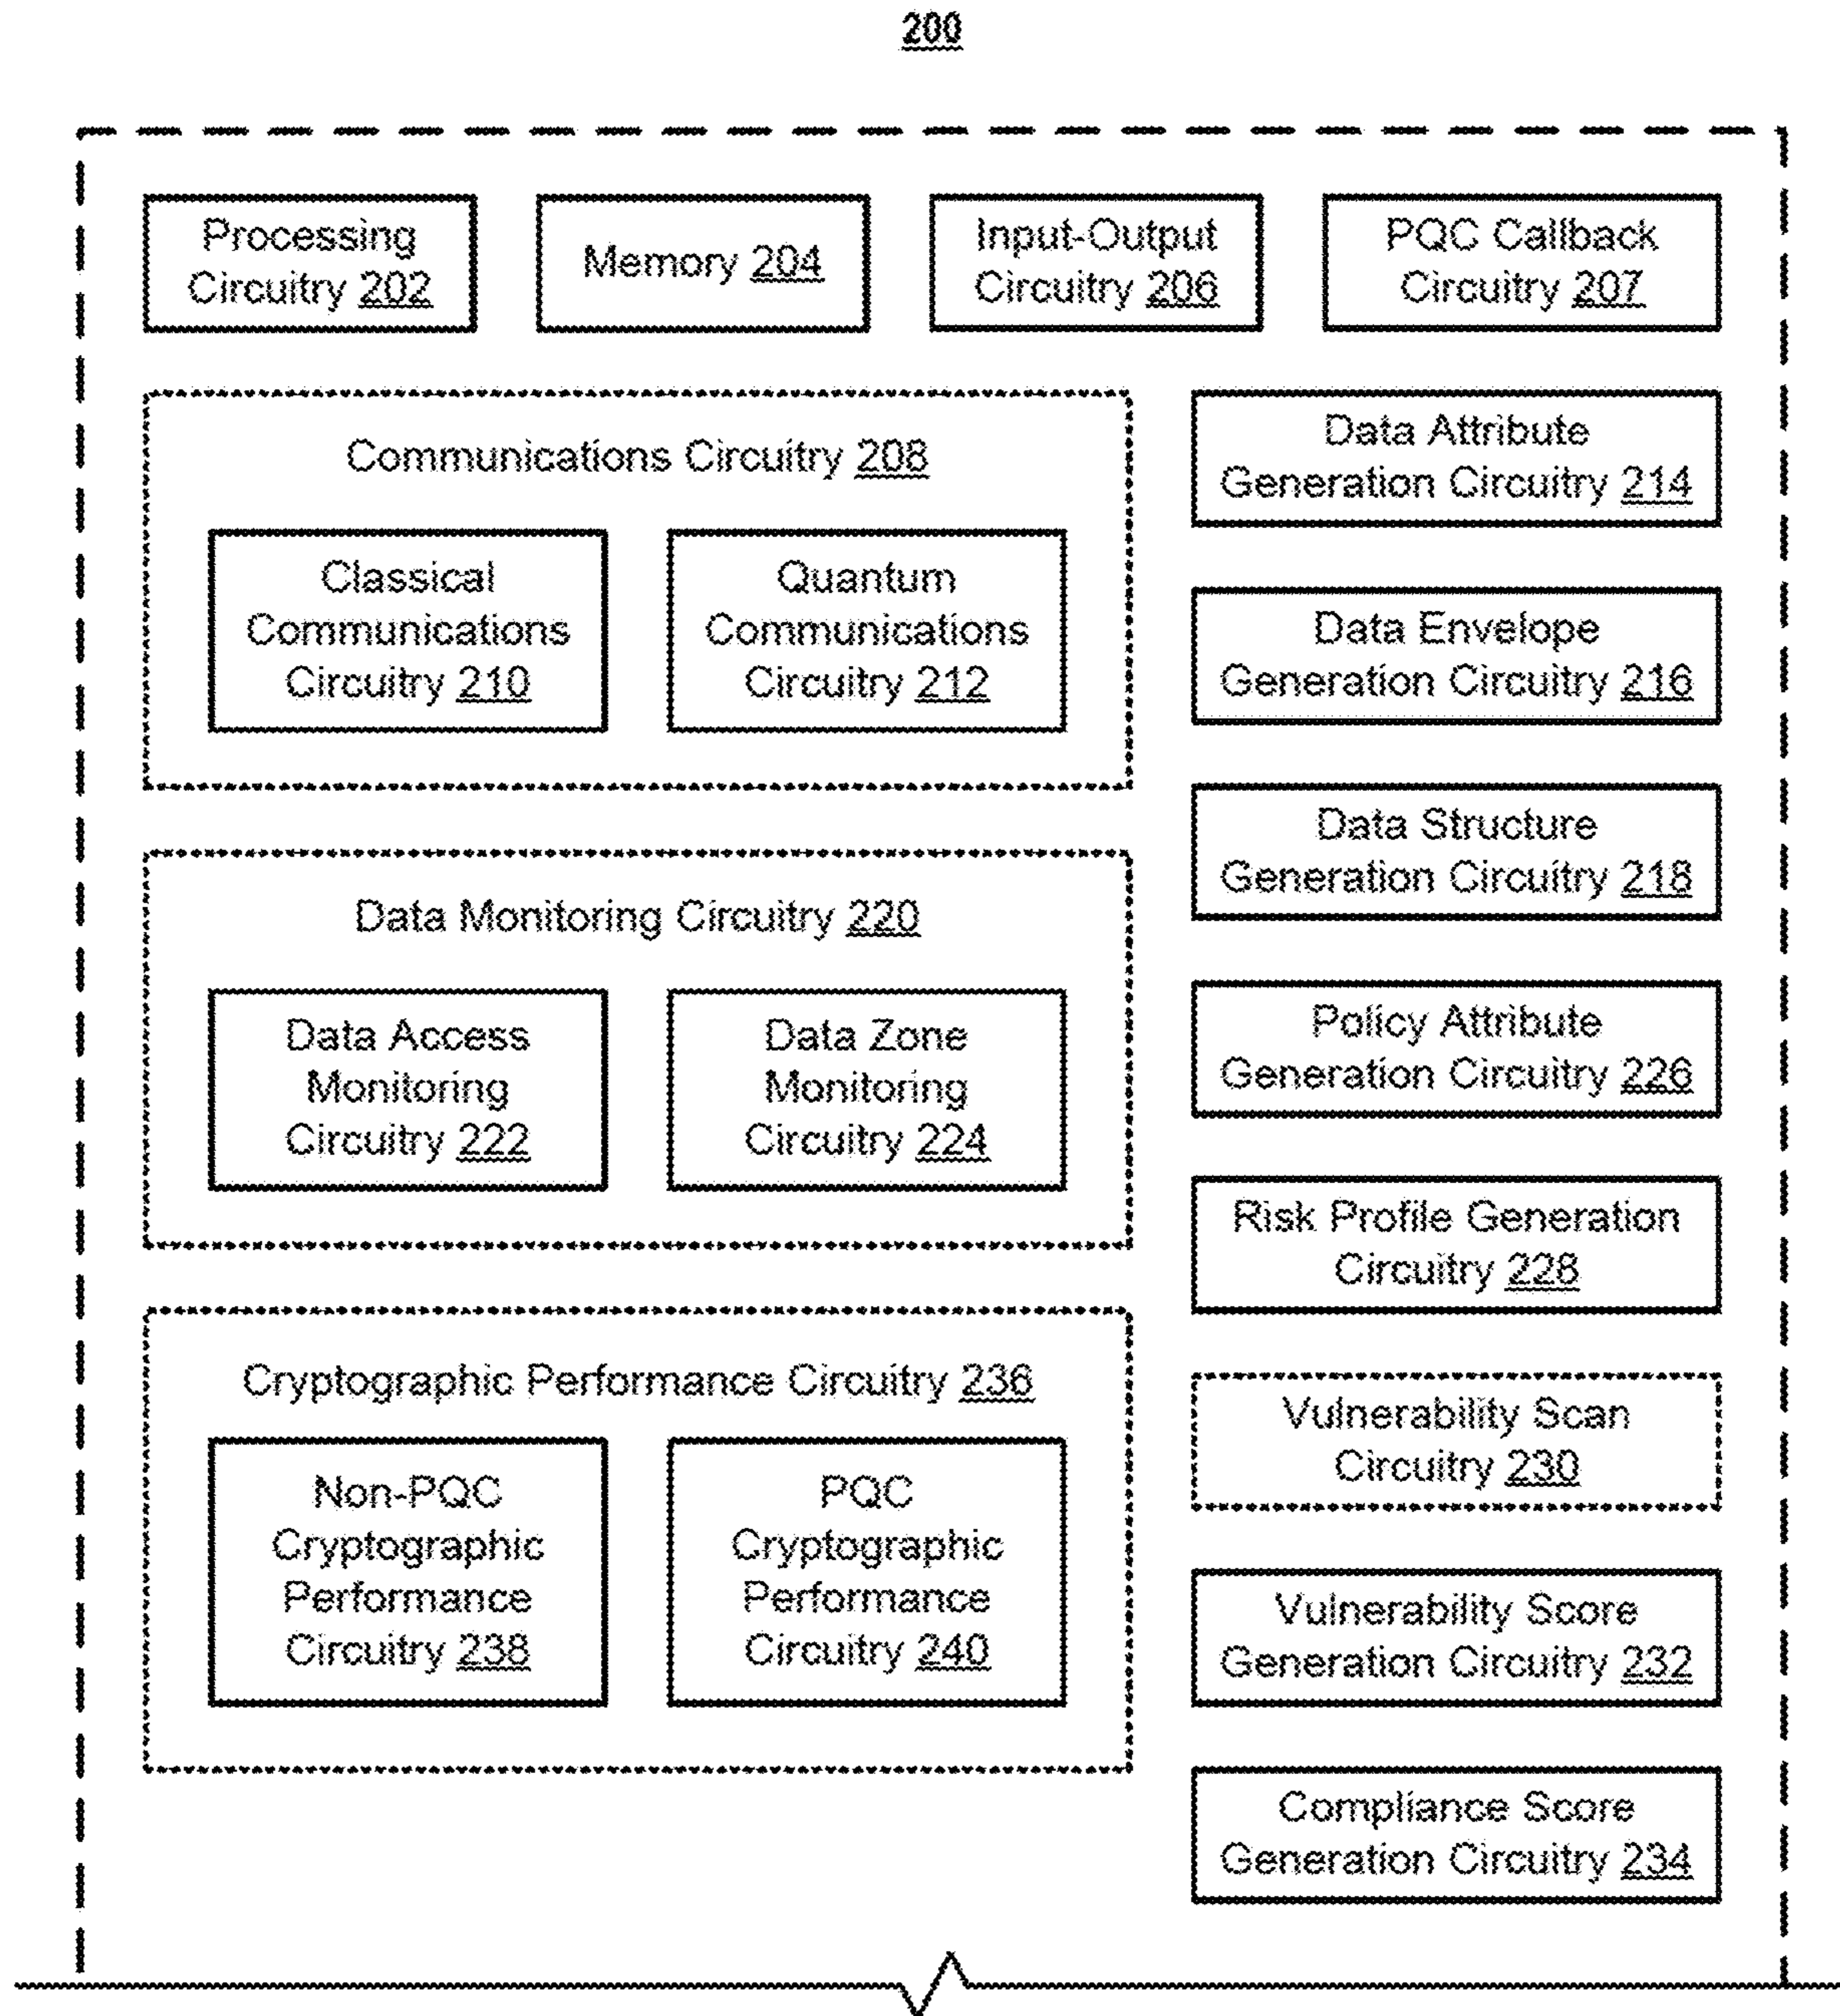 200
Processing
Circuitry 202
Memory 204
Input-Output
Circuitry 206
PQC Callback
Circuitry 207
Communications Circuitry 208
Classical
Communications
Circuitry 210
Quantum
Communications
Circuitry 212
Data Attribute
Generation Circuitry 214
Data Envelope
Generation Circuitry 216
Data Structure
Generation Circuitry 218
Data Monitoring Circuitry 220
Data Access
Monitoring
Circuitry 222
Data Zone
Monitoring
Circuitry 224
Policy Attribute
Generation Circuitry 226
Risk Profile Generation
Circuitry 228
Vulnerability Scan
Circuitry 230
Vulnerability Score
Generation Circuitry 232
Compliance Score
Generation Circuitry 234
Cryptographic Performance Circuitry 236
Non-PQC
Cryptographic
Performance
Circuitry 238
PQC
Cryptographic
Performance
Circuitry 240